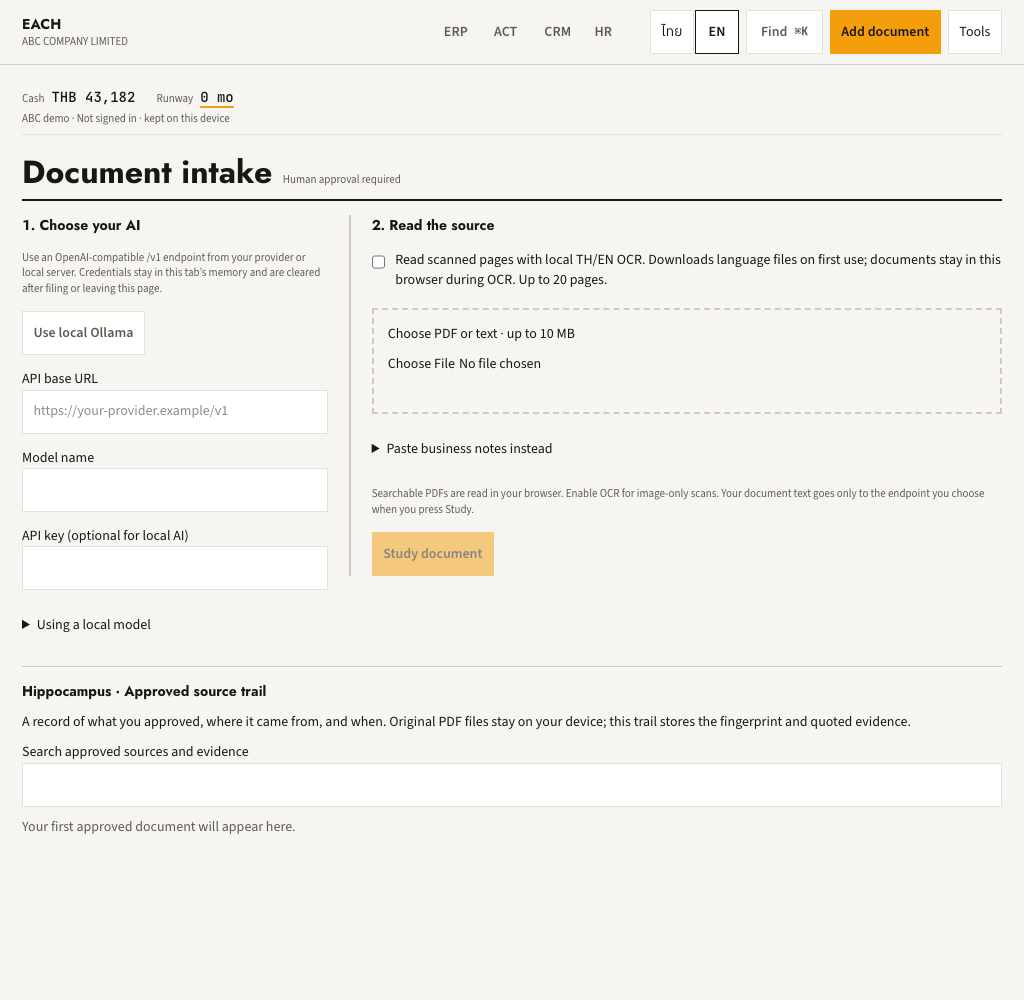 EACH
ABC COMPANY LIMITED
ERP ACT CRM HR ไทย EN Find ⌘K Add document Tools
Cash THB 43,182 Runway 0 mo
ABC demo · Not signed in · kept on this device
Document intake Human approval required
1. Choose your AI
Use an OpenAI-compatible /v1 endpoint from your provider or
local server. Credentials stay in this tab's memory and are cleared
after filing or leaving this page.
Use local Ollama
API base URL
https://your-provider.example/v1
Model name
API key (optional for local AI)
▶ Using a local model
2. Read the source
Read scanned pages with local TH/EN OCR. Downloads language files on first use; documents stay in this
browser during OCR. Up to 20 pages.
Choose PDF or text · up to 10 MB
Choose File No file chosen
▶ Paste business notes instead
Searchable PDFs are read in your browser. Enable OCR for image-only scans. Your document text goes only to the endpoint you choose
when you press Study.
Study document
Hippocampus · Approved source trail
A record of what you approved, where it came from, and when. Original PDF files stay on your device; this trail stores the fingerprint and quoted evidence.
Search approved sources and evidence
Your first approved document will appear here.